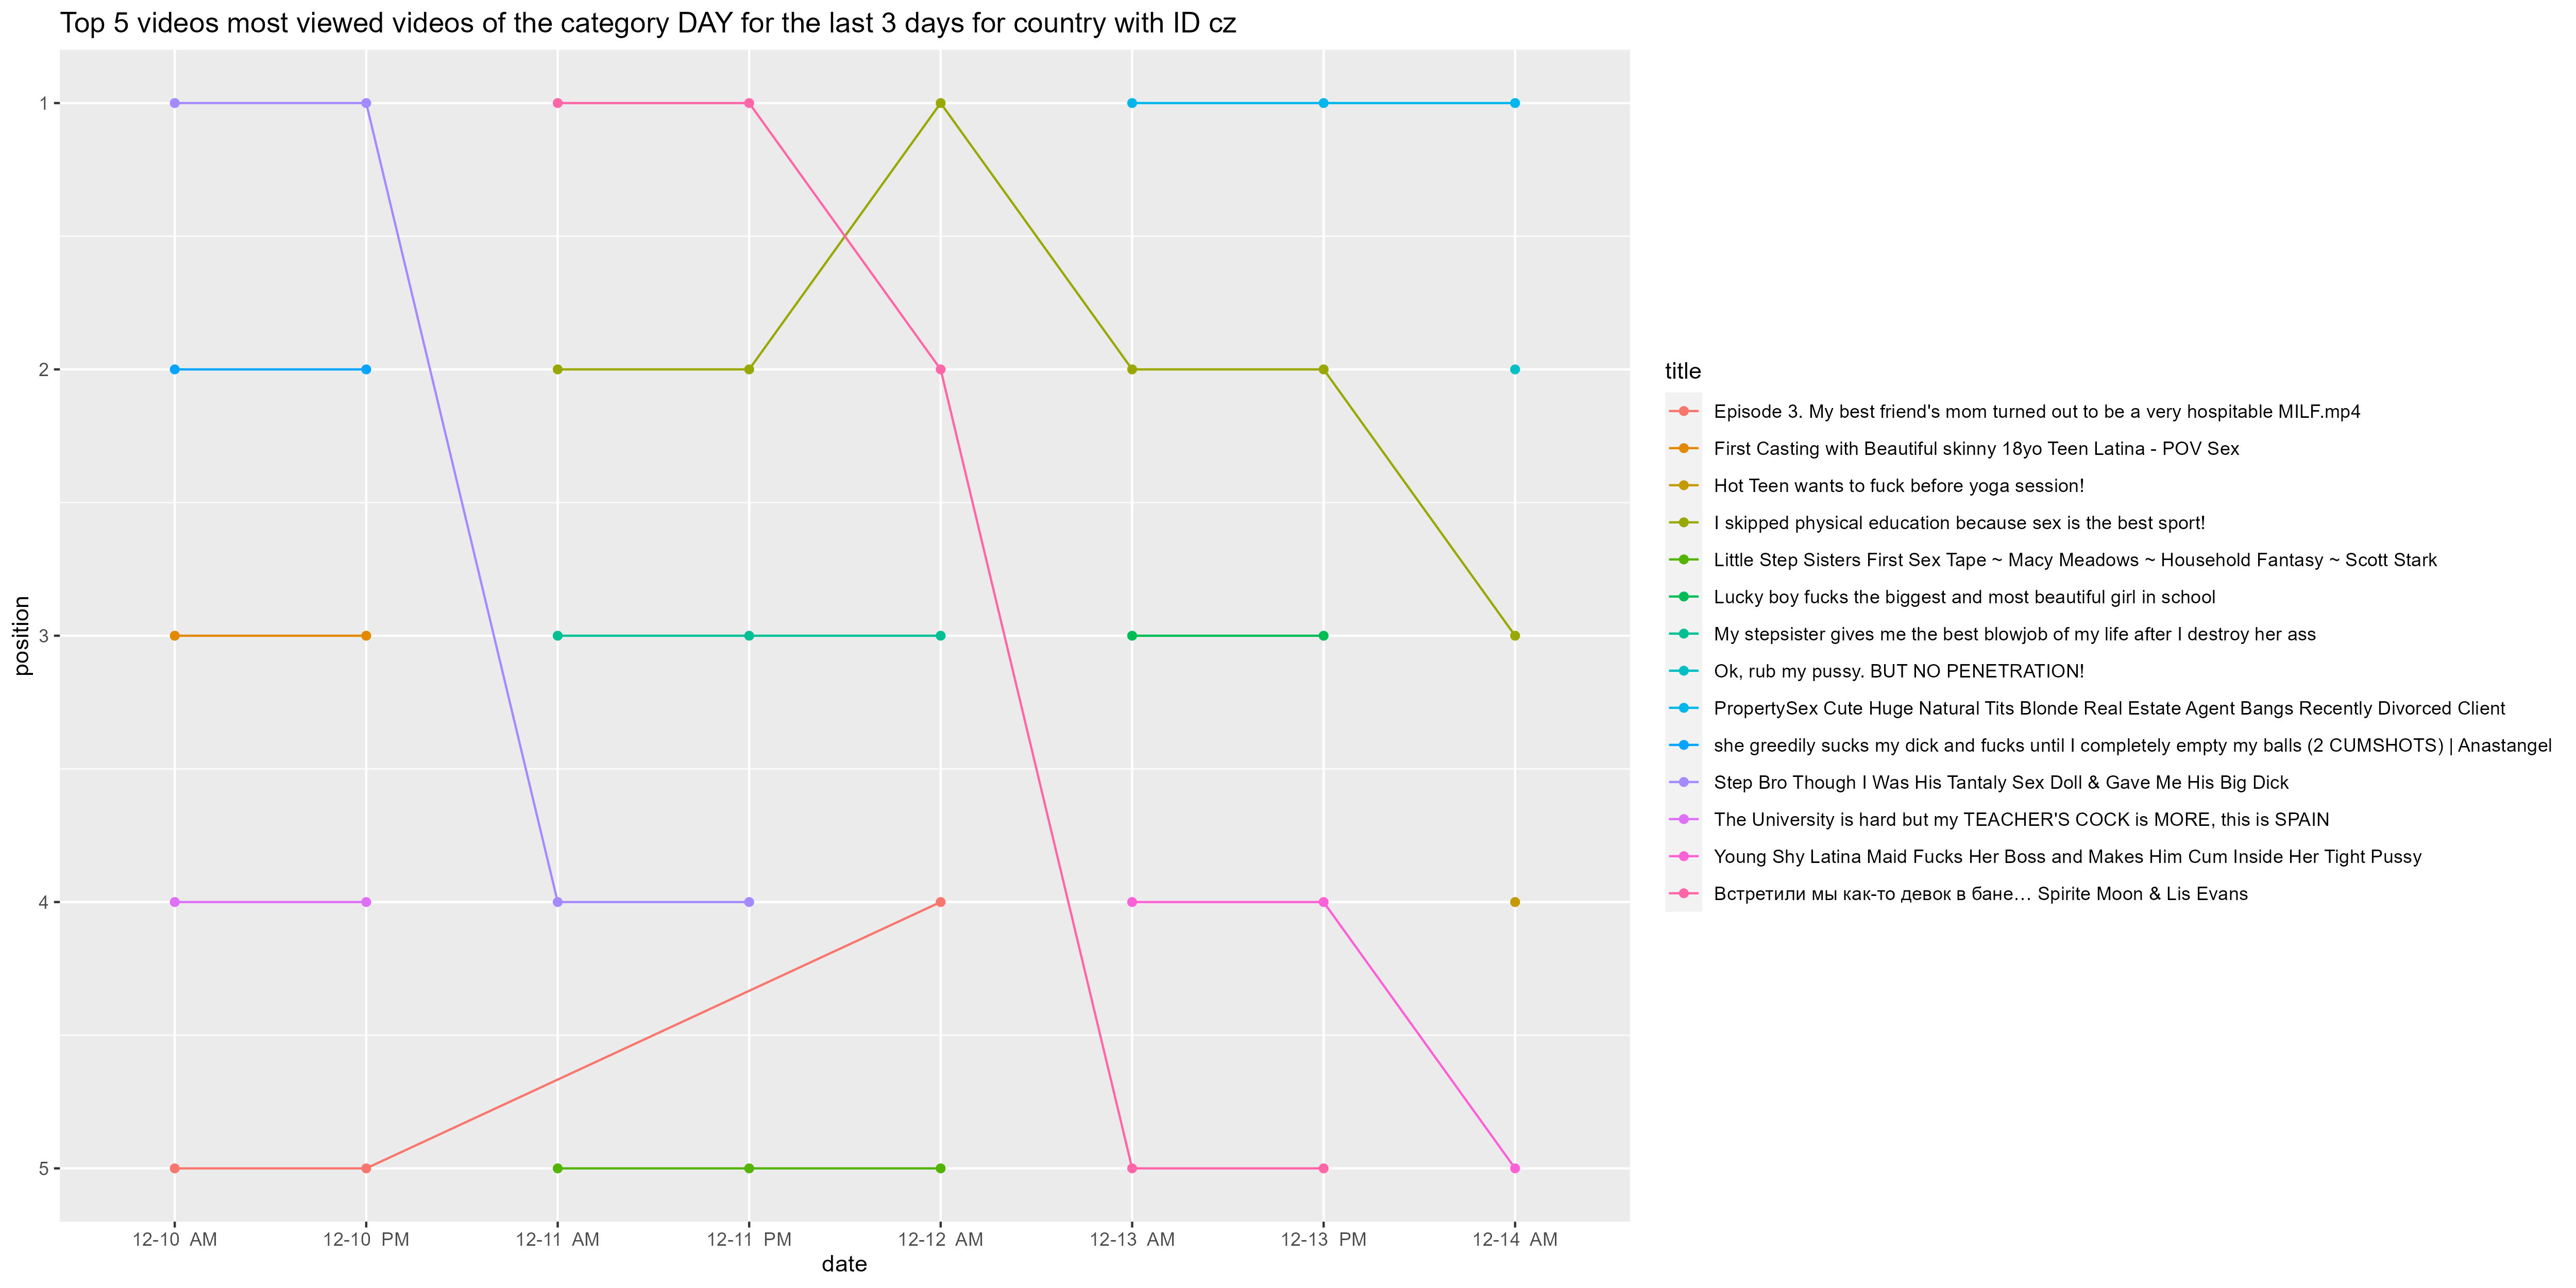 Top 5 videos most viewed videos of the category DAY for the last 3 days for country with ID cz
position
1
2
3
4
5
12-10 AM
12-10 PM
12-11 AM
12-11 PM
12-12 AM
12-13 AM
12-13 PM
12-14 AM
date
title
Episode 3. My best friend's mom turned out to be a very hospitable MILF.mp4
First Casting with Beautiful skinny 18yo Teen Latina - POV Sex
Hot Teen wants to fuck before yoga session!
I skipped physical education because sex is the best sport!
Little Step Sisters First Sex Tape ~ Macy Meadows ~ Household Fantasy ~ Scott Stark
Lucky boy fucks the biggest and most beautiful girl in school
My stepsister gives me the best blowjob of my life after I destroy her ass
Ok, rub my pussy. BUT NO PENETRATION!
PropertySex Cute Huge Natural Tits Blonde Real Estate Agent Bangs Recently Divorced Client
she greedily sucks my dick and fucks until I completely empty my balls (2 CUMSHOTS) | Anastangel
Step Bro Though I Was His Tantaly Sex Doll & Gave Me His Big Dick
The University is hard but my TEACHER'S COCK is MORE, this is SPAIN
Young Shy Latina Maid Fucks Her Boss and Makes Him Cum Inside Her Tight Pussy
Встретили мы как-то девок в бане… Spirite Moon & Lis Evans